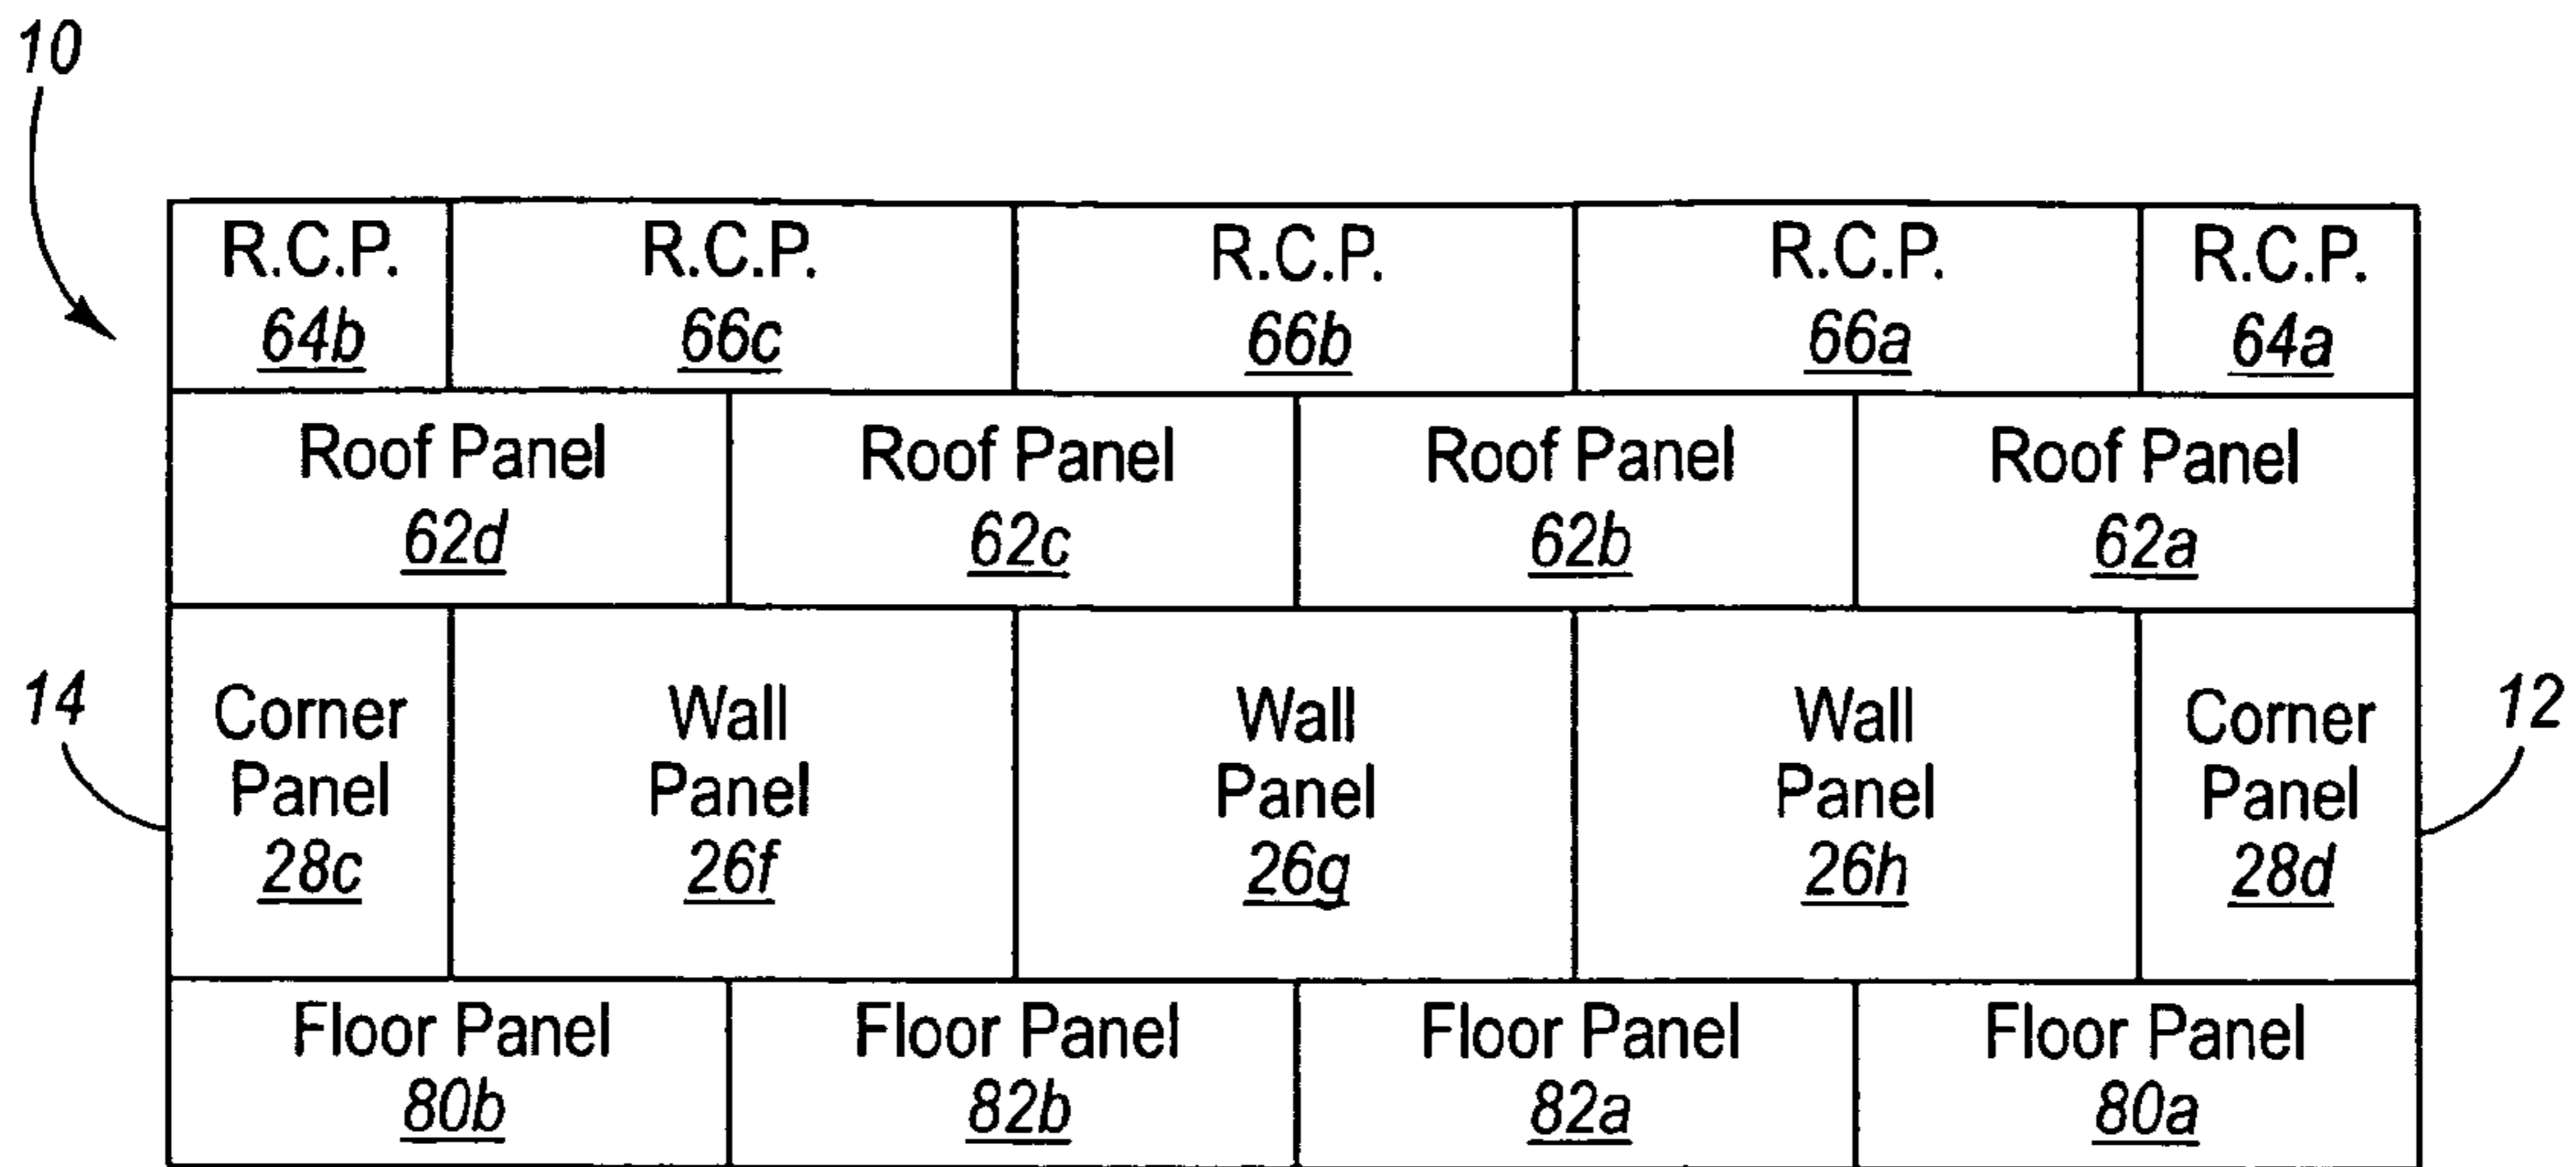 10
R.C.P. R.C.P. R.C.P. R.C.P. R.C.P.
64b 66c 66b 66a 64a
Roof Panel Roof Panel Roof Panel Roof Panel
62d 62c 62b 62a
14 Corner Wall Wall Wall Corner 12
Panel Panel Panel Panel Panel
28c 26f 26g 26h 28d
Floor Panel Floor Panel Floor Panel Floor Panel
80b 82b 82a 80a